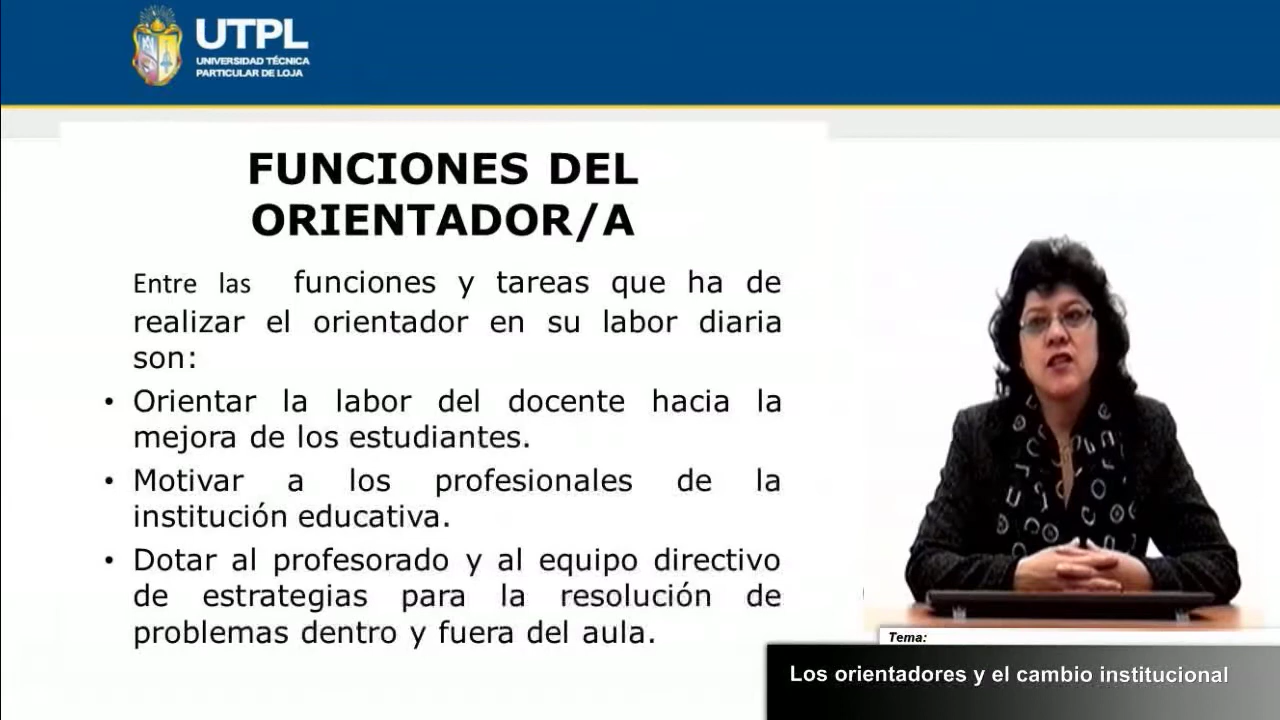 UTPL
UNIVERSIDAD TÉCNICA
PARTICULAR DE LOJA
FUNCIONES DEL
ORIENTADOR/A
Entre las funciones y tareas que ha de
realizar el orientador en su labor diaria
son:
• Orientar la labor del docente hacia la
mejora de los estudiantes.
• Motivar a los profesionales de la
institución educativa.
• Dotar al profesorado y al equipo directivo
de estrategias para la resolución de
problemas dentro y fuera del aula.
Tema:
Los orientadores y el cambio institucional